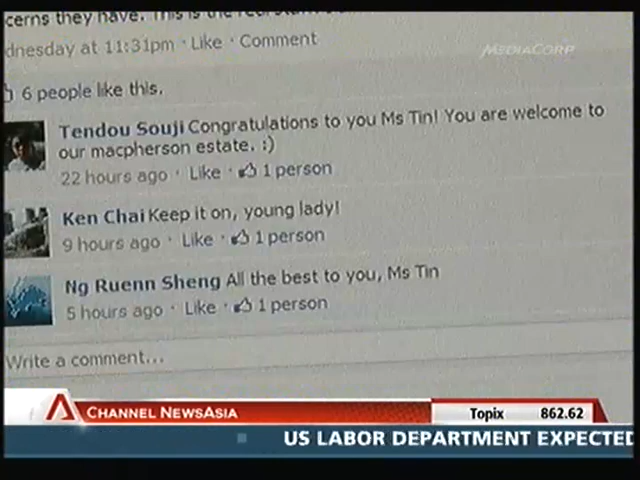 cerns they have. This is the
dnesday at 11:31pm · Like · Comment
MEDIACORP
6 people like this.
Tendou Souji Congratulations to you Ms Tin! You are welcome to
our macpherson estate. :)
22 hours ago · Like · 1 person
Ken Chai Keep it on, young lady!
9 hours ago · Like · 1 person
Ng Ruenn Sheng All the best to you, Ms Tin
5 hours ago · Like · 1 person
Write a comment...
CHANNEL NEWSASIA
Topix 862.62
US LABOR DEPARTMENT EXPECTED